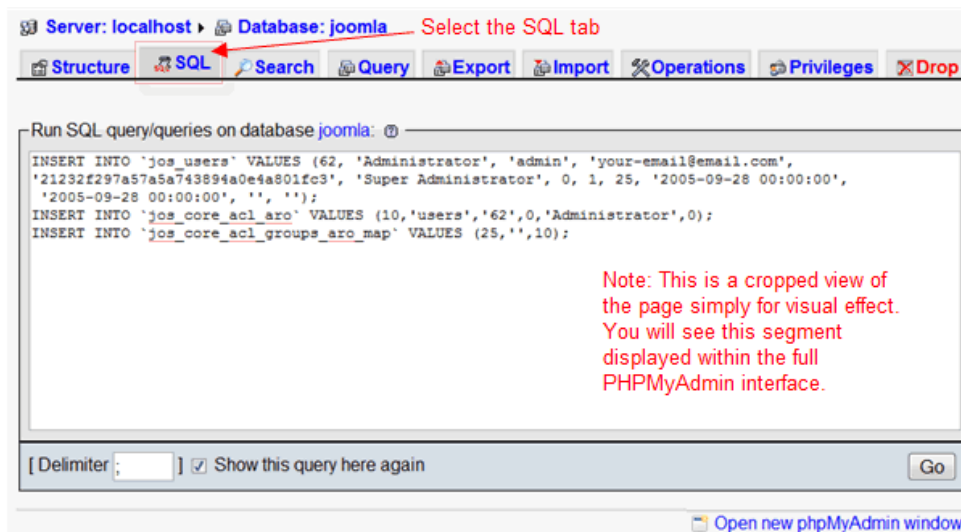 Server: localhost ▸ Database: joomla Select the SQL tab
Structure SQL Search Query Export Import Operations Privileges Drop
Run SQL query/queries on database joomla:
INSERT INTO `jos_users` VALUES (62, 'Administrator', 'admin', 'your-email@email.com',
'21232f297a57a5a743894a0e4a801fc3', 'Super Administrator', 0, 1, 25, '2005-09-28 00:00:00',
'2005-09-28 00:00:00', '', '');
INSERT INTO `jos_core_acl_aro` VALUES (10,'users','62',0,'Administrator',0);
INSERT INTO `jos_core_acl_groups_aro_map` VALUES (25,'',10);
Note: This is a cropped view of
the page simply for visual effect.
You will see this segment
displayed within the full
PHPMyAdmin interface.
[ Delimiter ; ] Show this query here again Go
Open new phpMyAdmin window